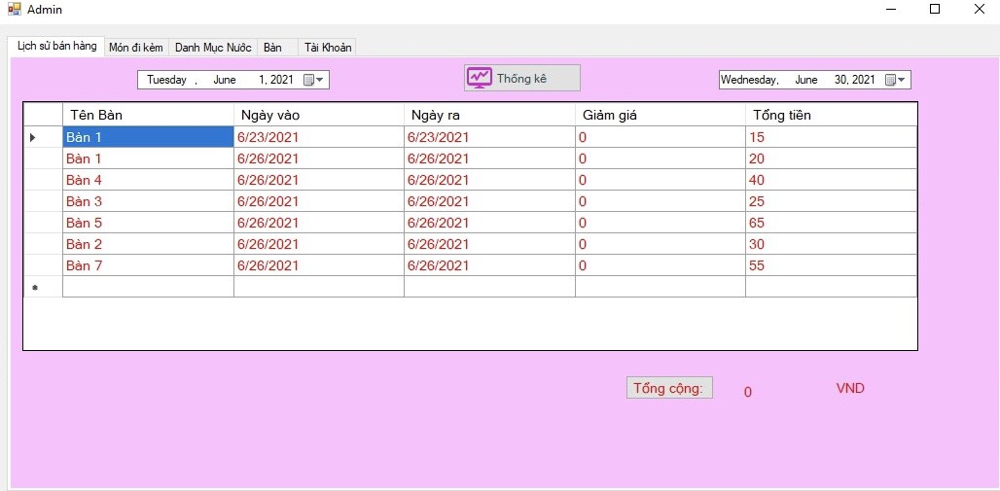 Admin
Lịch sử bán hàng Món đi kèm Danh Mục Nước Bàn Tài Khoản
Tuesday , June 1, 2021 Thống kê Wednesday, June 30, 2021
Tên Bàn Ngày vào Ngày ra Giảm giá Tổng tiên
Bàn 1 6/23/2021 6/23/2021 0 15
Bàn 1 6/26/2021 6/26/2021 0 20
Bàn 4 6/26/2021 6/26/2021 0 40
Bàn 3 6/26/2021 6/26/2021 0 25
Bàn 5 6/26/2021 6/26/2021 0 65
Bàn 2 6/26/2021 6/26/2021 0 30
Bàn 7 6/26/2021 6/26/2021 0 55
Tổng cộng: 0 VND